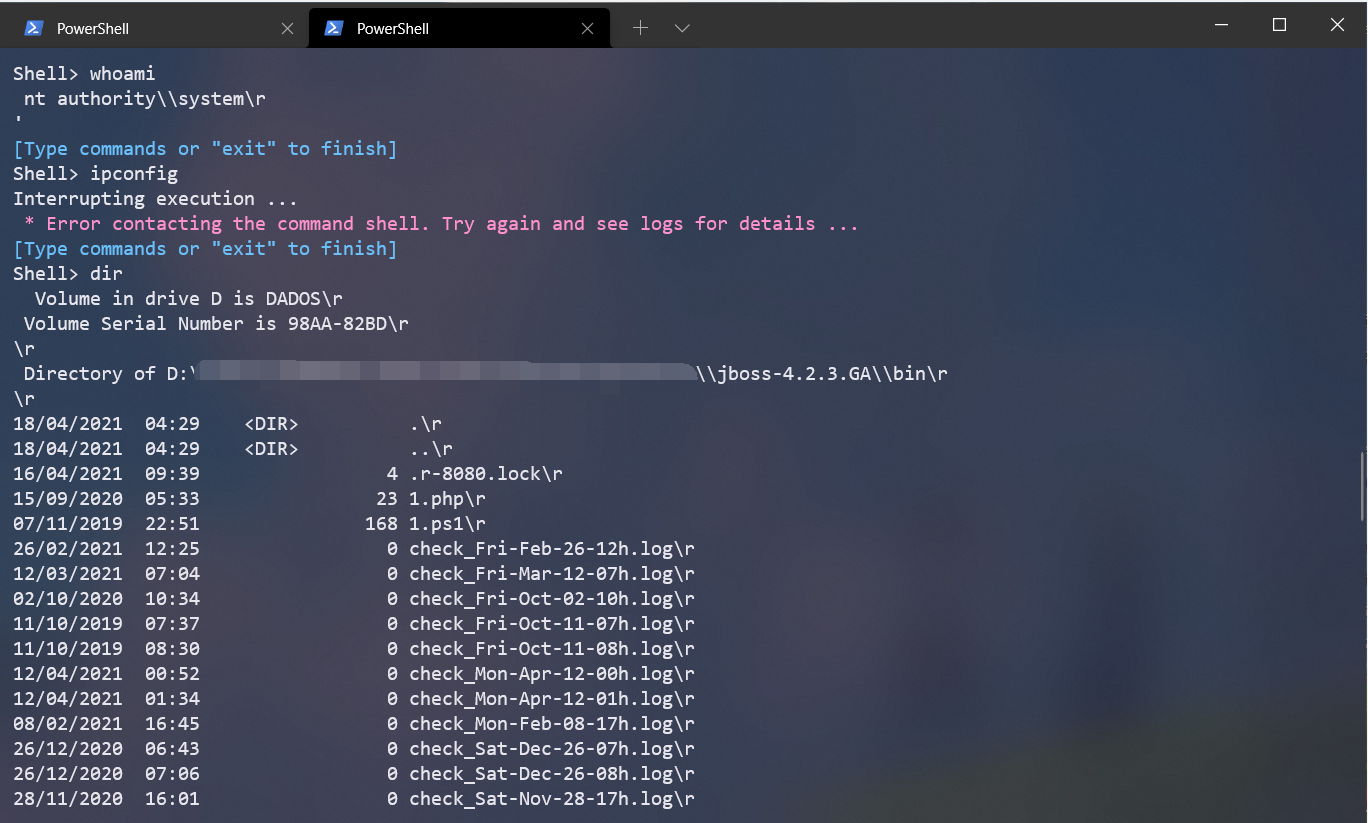 PowerShell PowerShell
Shell> whoami
nt authority\\system\r
'
[Type commands or "exit" to finish]
Shell> ipconfig
Interrupting execution ...
* Error contacting the command shell. Try again and see logs for details ...
[Type commands or "exit" to finish]
Shell> dir
Volume in drive D is DADOS\r
Volume Serial Number is 98AA-82BD\r
\r
Directory of D:\ \\jboss-4.2.3.GA\\bin\r
\r
18/04/2021 04:29 <DIR> .\r
18/04/2021 04:29 <DIR> ..\r
16/04/2021 09:39 4 .r-8080.lock\r
15/09/2020 05:33 23 1.php\r
07/11/2019 22:51 168 1.ps1\r
26/02/2021 12:25 0 check_Fri-Feb-26-12h.log\r
12/03/2021 07:04 0 check_Fri-Mar-12-07h.log\r
02/10/2020 10:34 0 check_Fri-Oct-02-10h.log\r
11/10/2019 07:37 0 check_Fri-Oct-11-07h.log\r
11/10/2019 08:30 0 check_Fri-Oct-11-08h.log\r
12/04/2021 00:52 0 check_Mon-Apr-12-00h.log\r
12/04/2021 01:34 0 check_Mon-Apr-12-01h.log\r
08/02/2021 16:45 0 check_Mon-Feb-08-17h.log\r
26/12/2020 06:43 0 check_Sat-Dec-26-07h.log\r
26/12/2020 07:06 0 check_Sat-Dec-26-08h.log\r
28/11/2020 16:01 0 check_Sat-Nov-28-17h.log\r